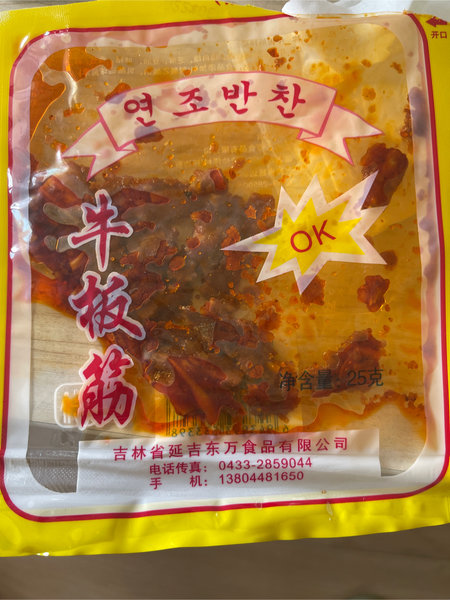 开口
연조반찬
OK
牛板筋
净含量: 25克
吉林省延吉东万食品有限公司
电话传真: 0433-2859044
手 机: 13804481650